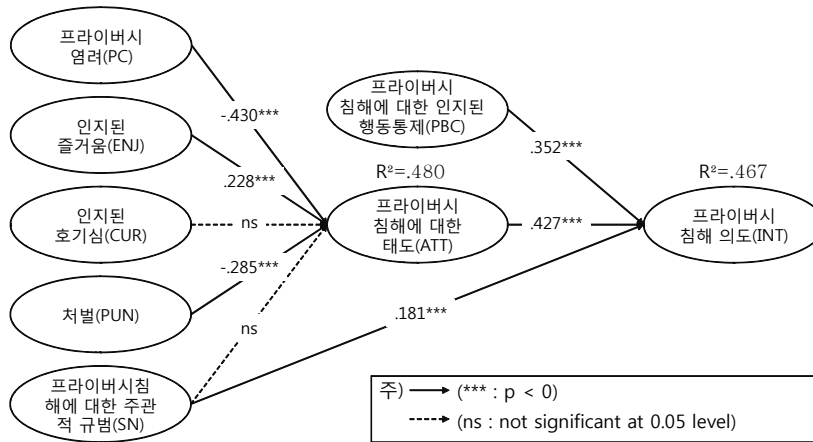 프라이버시
염려(PC)
인지된
즐거움(ENJ)
인지된
호기심(CUR)
처벌(PUN)
프라이버시침
해에 대한 주관
적 규범(SN)
-.430***
.228***
ns
-.285***
ns
프라이버시
침해에 대한 인지된
행동통제(PBC)
R²=.480
프라이버시
침해에 대한
태도(ATT)
.352***
.427***
.181***
R²=.467
프라이버시
침해 의도(INT)
주) (*** : p < 0)
(ns : not significant at 0.05 level)